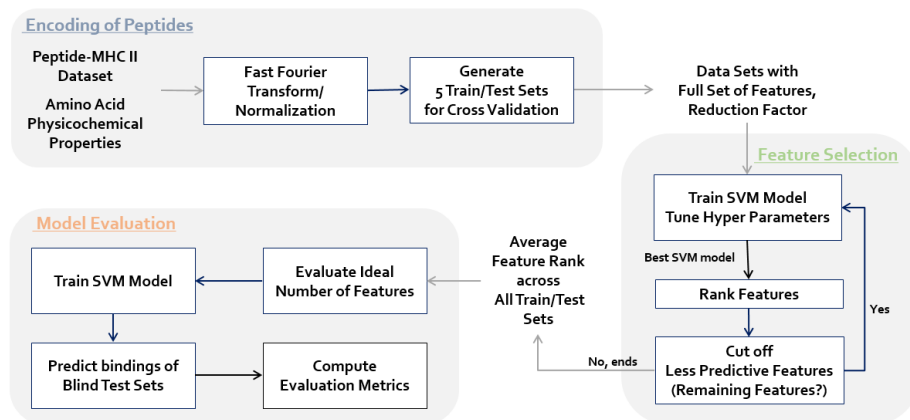 Encoding of Peptides
Peptide-MHC II
Dataset
Amino Acid
Physicochemical
Properties
Fast Fourier
Transform/
Normalization
Generate
5 Train/Test Sets
for Cross Validation
Data Sets with
Full Set of Features,
Reduction Factor
Feature Selection
Train SVM Model
Tune Hyper Parameters
Best SVM model
Rank Features
Yes
Cut off
Less Predictive Features
(Remaining Features?)
No, ends
Average
Feature Rank
across
All Train/Test
Sets
Model Evaluation
Evaluate Ideal
Number of Features
Train SVM Model
Predict bindings of
Blind Test Sets
Compute
Evaluation Metrics